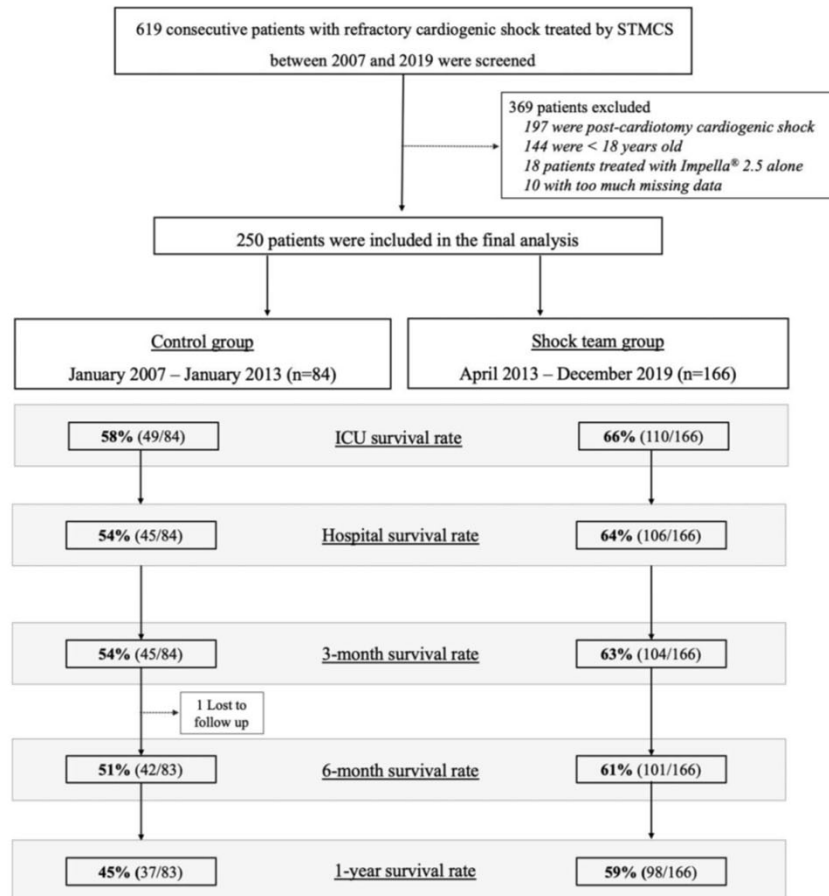 619 consecutive patients with refractory cardiogenic shock treated by STMCS
between 2007 and 2019 were screened
369 patients excluded
197 were post-cardiotomy cardiogenic shock
144 were < 18 years old
18 patients treated with Impella® 2.5 alone
10 with too much missing data
250 patients were included in the final analysis
Control group
January 2007 – January 2013 (n=84)
Shock team group
April 2013 – December 2019 (n=166)
58% (49/84) ICU survival rate 66% (110/166)
54% (45/84) Hospital survival rate 64% (106/166)
54% (45/84) 3-month survival rate 63% (104/166)
1 Lost to
follow up
51% (42/83) 6-month survival rate 61% (101/166)
45% (37/83) 1-year survival rate 59% (98/166)